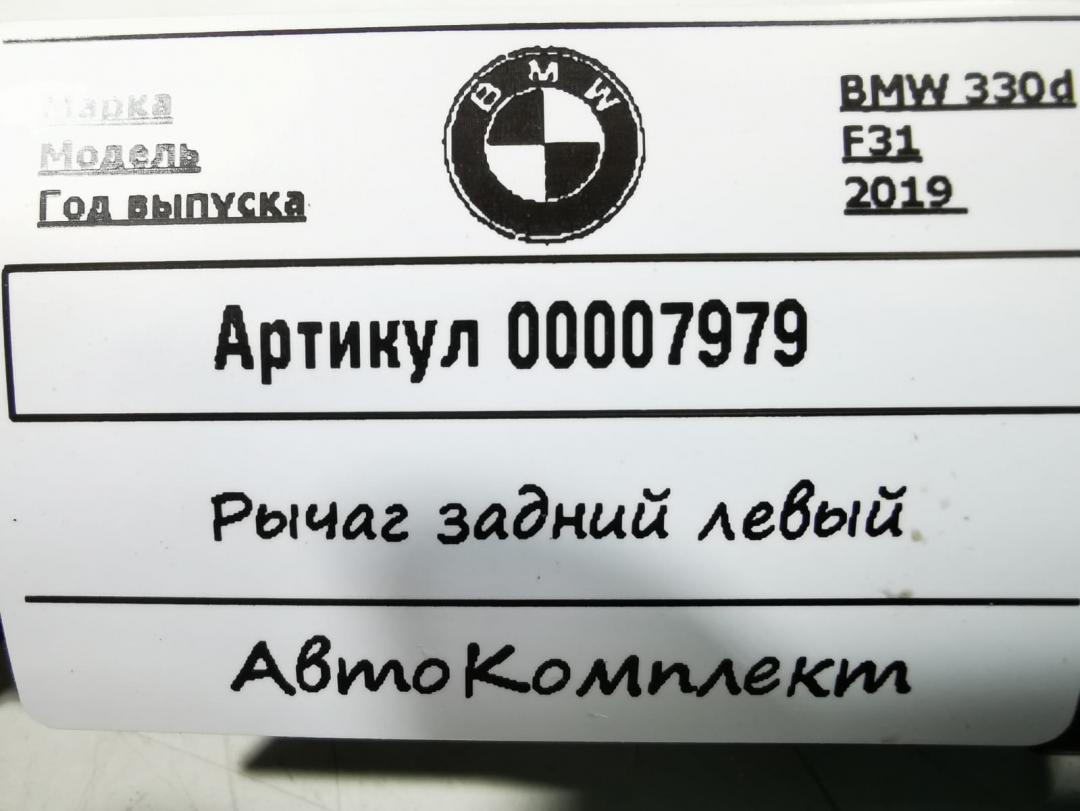 Марка BMW 330d
Модель F31
Год выпуска 2019
BMW
Артикул 00007979
Рычаг задний левый
АвтоКомплект